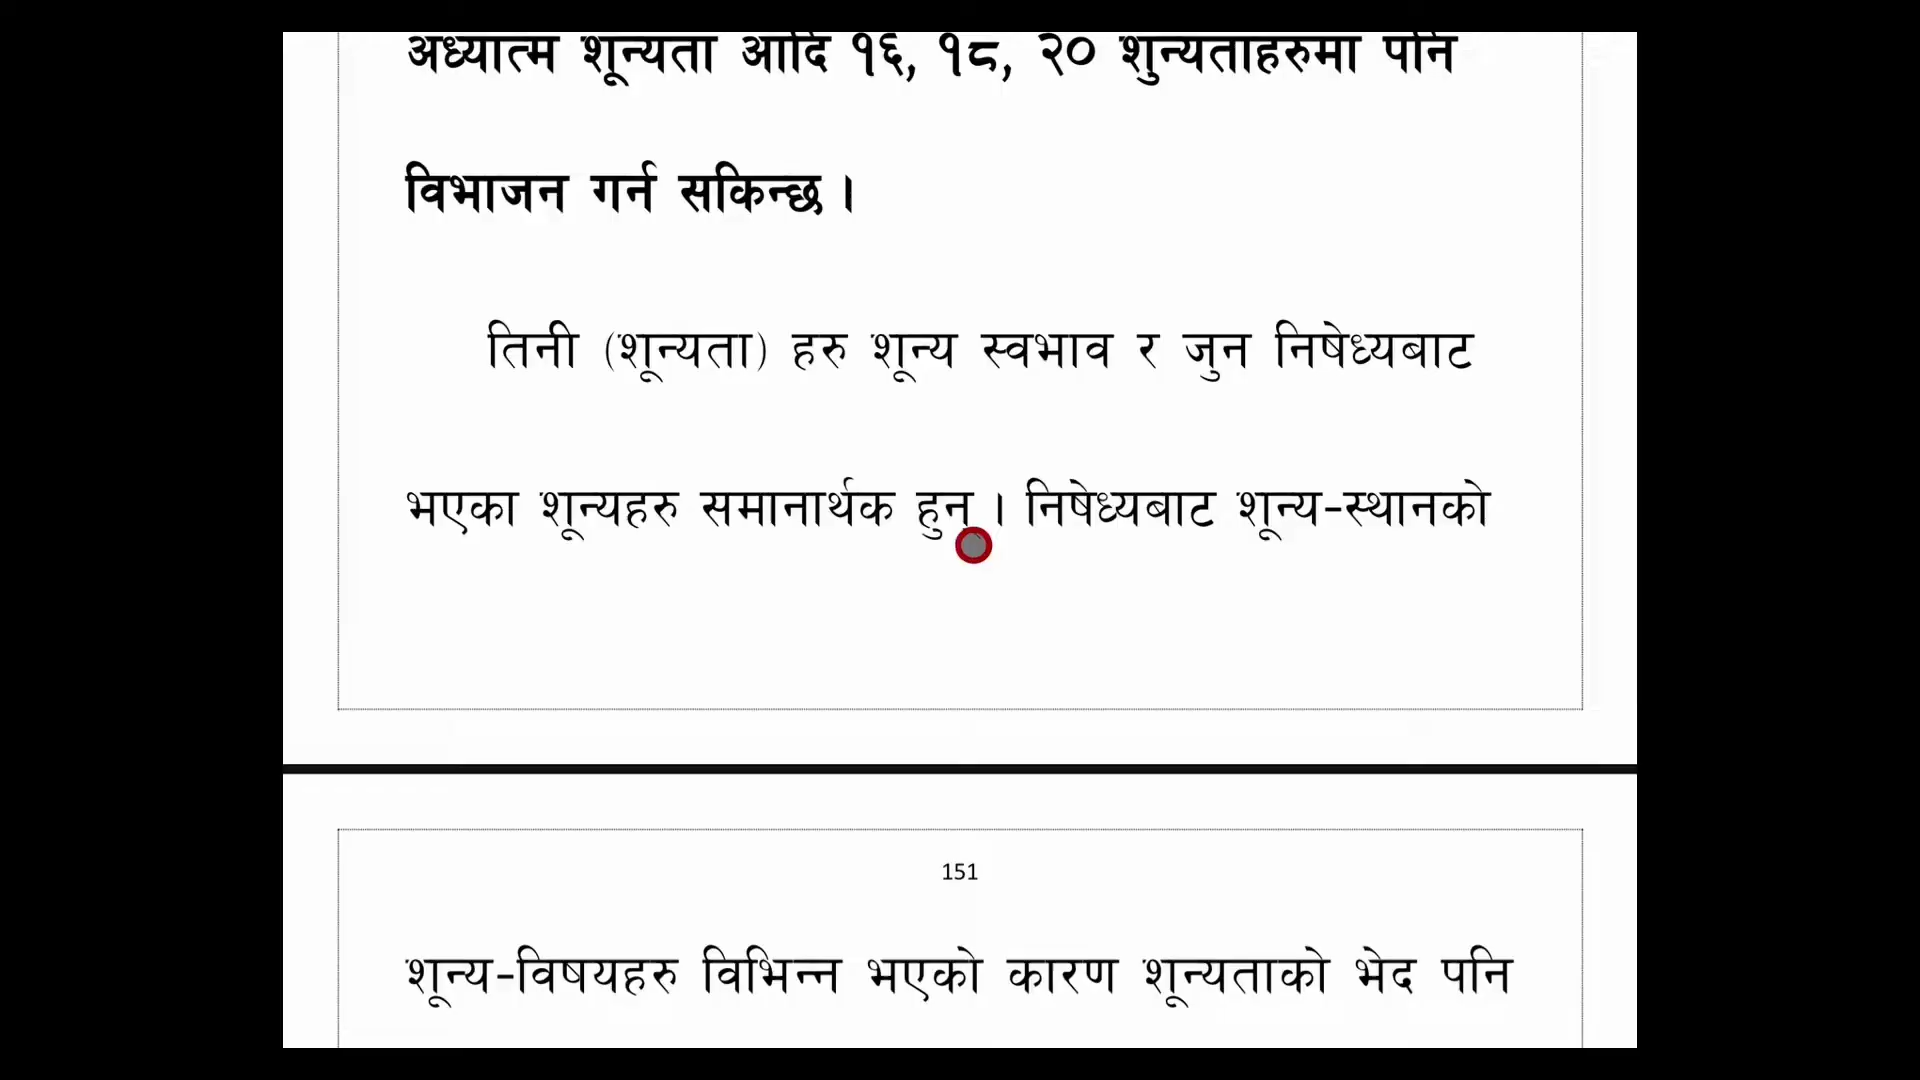 अध्यात्म शून्यता आदि १६, १८, २० शुन्यताहरुमा पनि
विभाजन गर्न सकिन्छ ।
तिनी (शून्यता) हरु शून्य स्वभाव र जुन निषेध्यबाट
भएका शून्यहरु समानार्थक हुन् । निषेध्यबाट शून्य-स्थानको
151
शून्य-विषयहरु विभिन्न भएको कारण शून्यताको भेद पनि